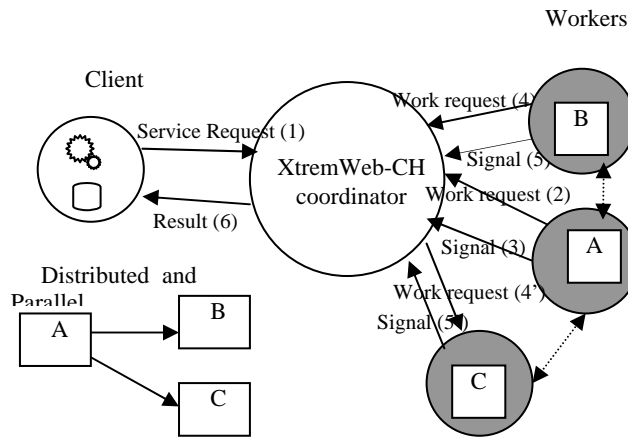 Workers
Client
Work request (4)
B
Service Request (1)
Signal (5)
XtremWeb-CH
coordinator
Work request (2)
Result (6)
A
Signal (3)
Distributed and
Parallel
Work request (4')
A
B
Signal (5')
C
C